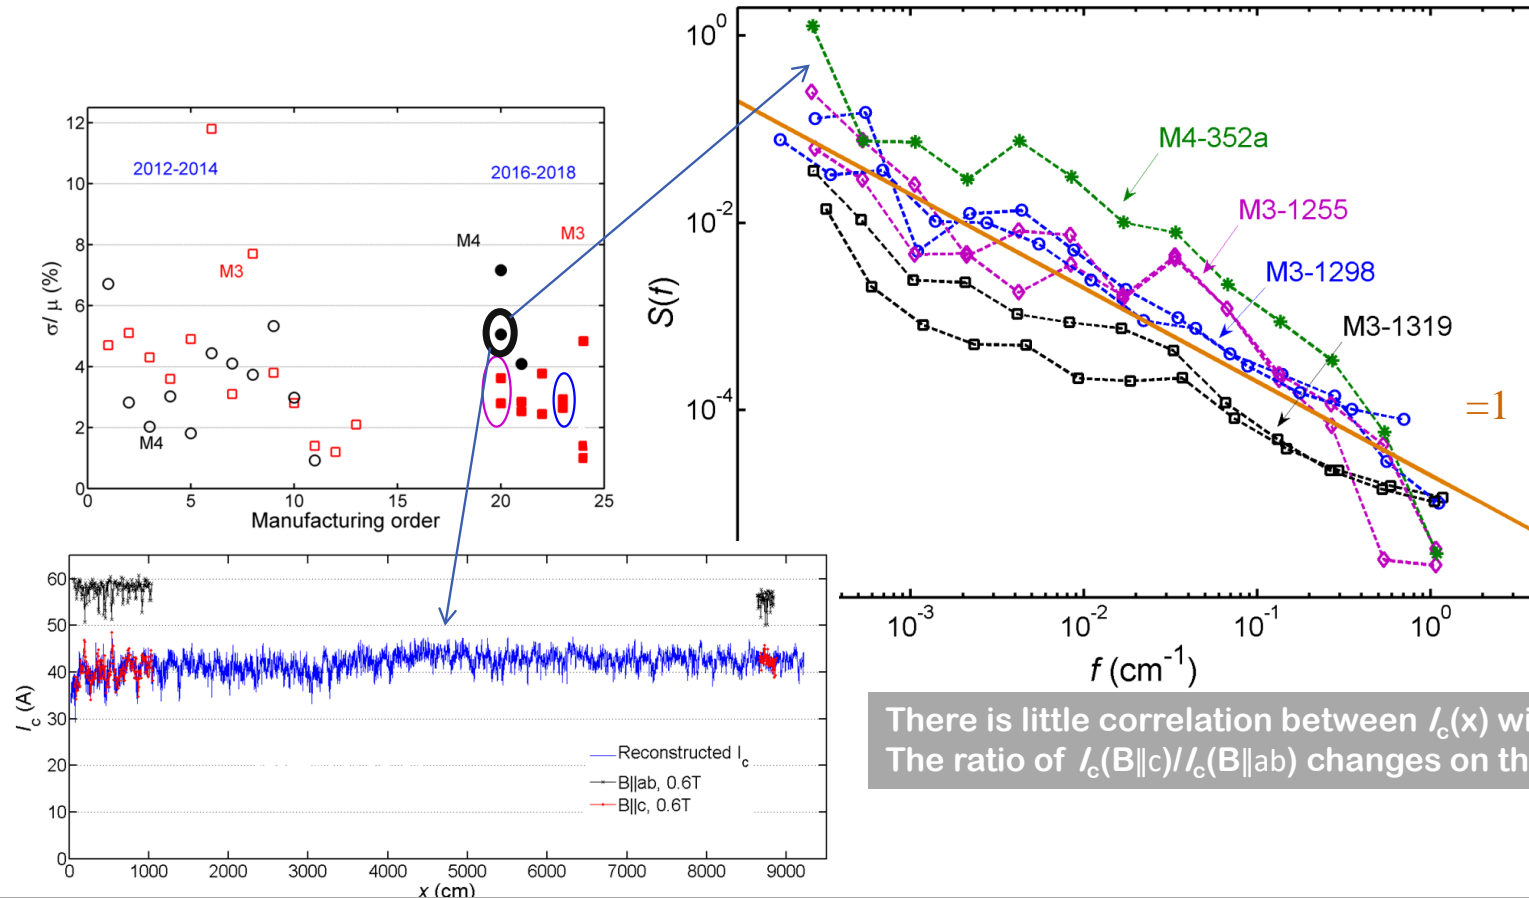 12
10
8
6
4
2
0
0
5
10
15
20
25
σ/ μ (%)
Manufacturing order
2012-2014
2016-2018
M3
M4
M4
M3
10⁰
10⁻²
10⁻⁴
S(f)
10⁻³
10⁻²
10⁻¹
10⁰
f (cm⁻¹)
M4-352a
M3-1255
M3-1298
M3-1319
=1
60
50
40
30
20
10
0
I_c (A)
0
1000
2000
3000
4000
5000
6000
7000
8000
9000
x (cm)
Reconstructed I_c
B||ab, 0.6T
B||c, 0.6T
There is little correlation between I_c(x) wi
The ratio of I_c(B||c)/I_c(B||ab) changes on th